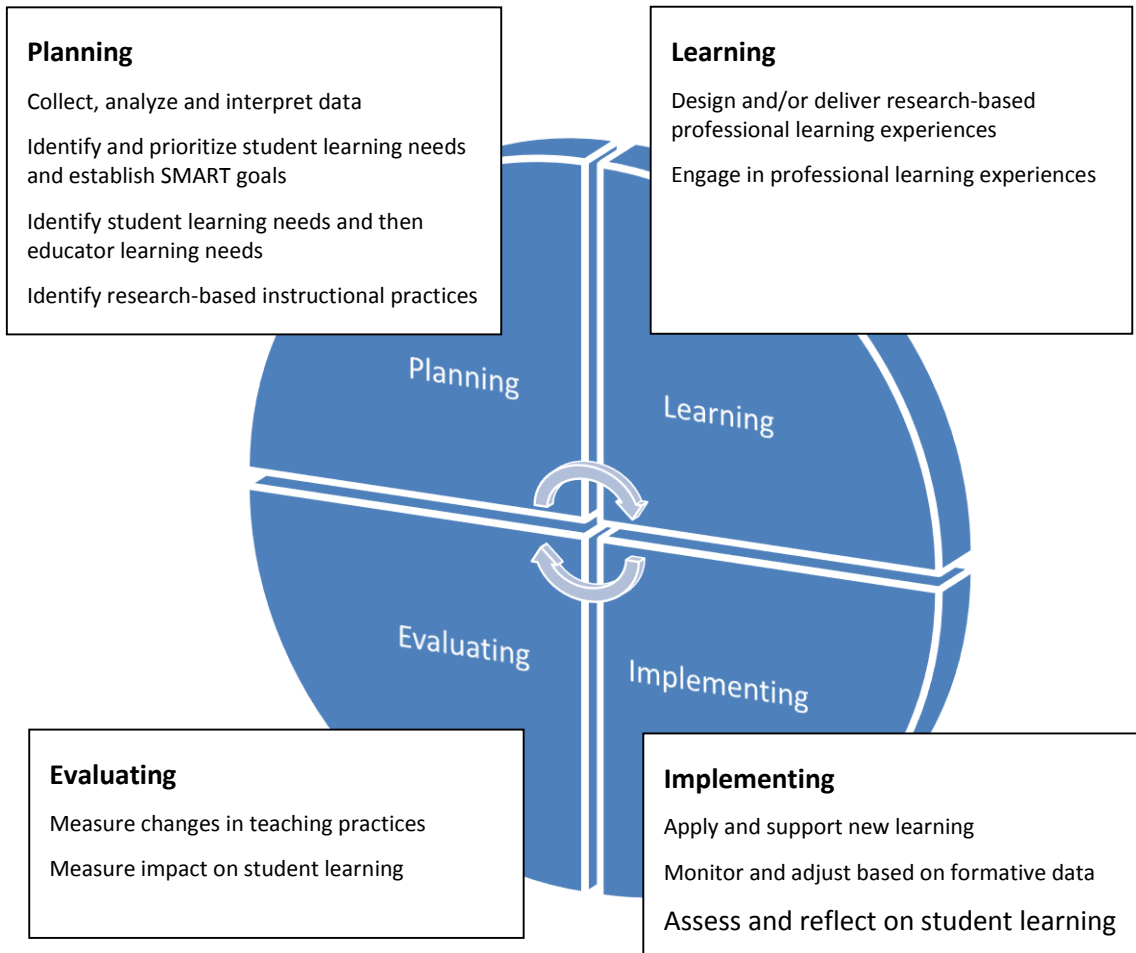 Planning
Collect, analyze and interpret data
Identify and prioritize student learning needs
and establish SMART goals
Identify student learning needs and then
educator learning needs
Identify research-based instructional practices
Learning
Design and/or deliver research-based
professional learning experiences
Engage in professional learning experiences
Planning
Learning
Evaluating
Implementing
Evaluating
Measure changes in teaching practices
Measure impact on student learning
Implementing
Apply and support new learning
Monitor and adjust based on formative data
Assess and reflect on student learning